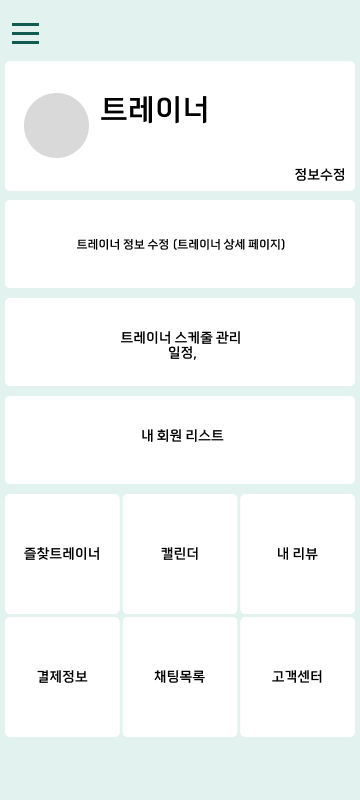 트레이너
정보수정
트레이너 정보 수정 (트레이너 상세 페이지)
트레이너 스케줄 관리
일정,
내 회원 리스트
즐찾트레이너
캘린더
내 리뷰
결제정보
채팅목록
고객센터